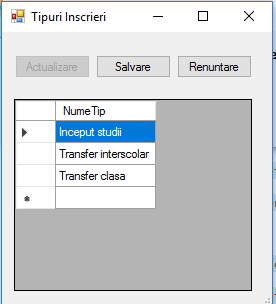 Tipuri Inscrieri
Actualizare Salvare Renuntare
NumeTip
Inceput studii
Transfer interscolar
Transfer clasa